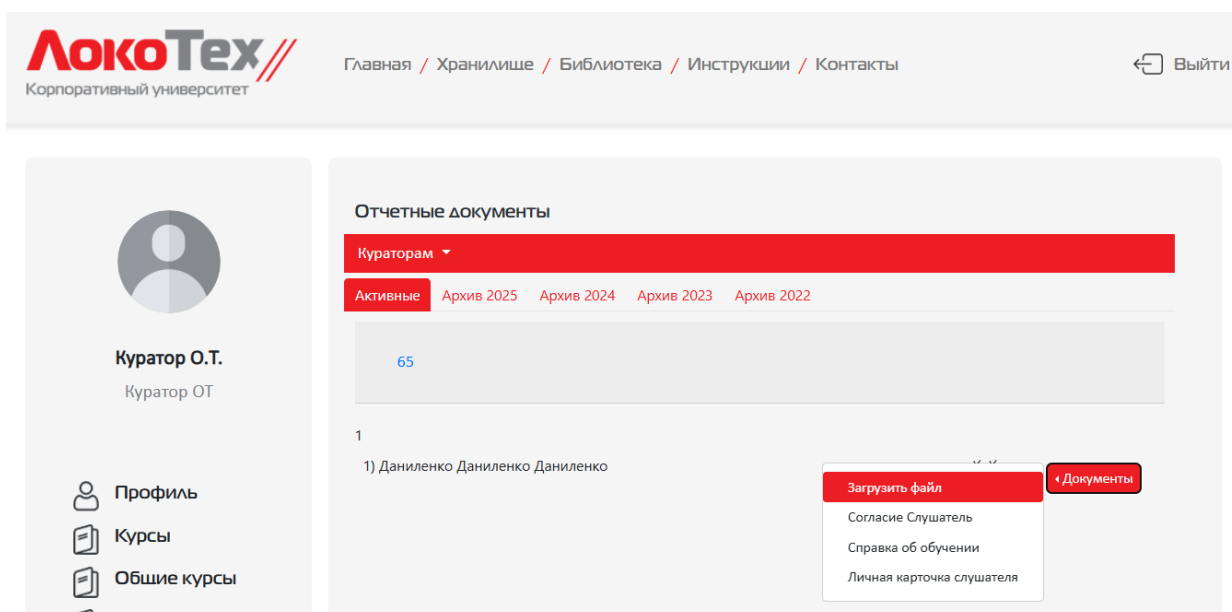 ЛокоТех
Корпоративный университет
Главная / Хранилище / Библиотека / Инструкции / Контакты
Выйти
Отчетные документы
Кураторам
Активные Архив 2025 Архив 2024 Архив 2023 Архив 2022
65
Куратор О.Т.
Куратор ОТ
1
1) Даниленко Даниленко Даниленко
Документы
Загрузить файл
Согласие Слушатель
Справка об обучении
Личная карточка слушателя
Профиль
Курсы
Общие курсы